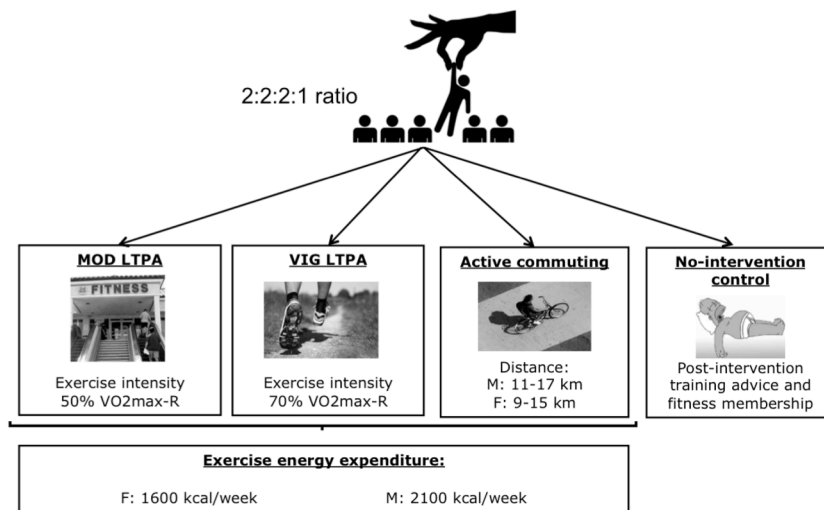 2:2:2:1 ratio
MOD LTPA
FITNESS
Exercise intensity
50% VO2max-R
VIG LTPA
Exercise intensity
70% VO2max-R
Active commuting
Distance:
M: 11-17 km
F: 9-15 km
No-intervention
control
Post-intervention
training advice and
fitness membership
Exercise energy expenditure:
F: 1600 kcal/week M: 2100 kcal/week